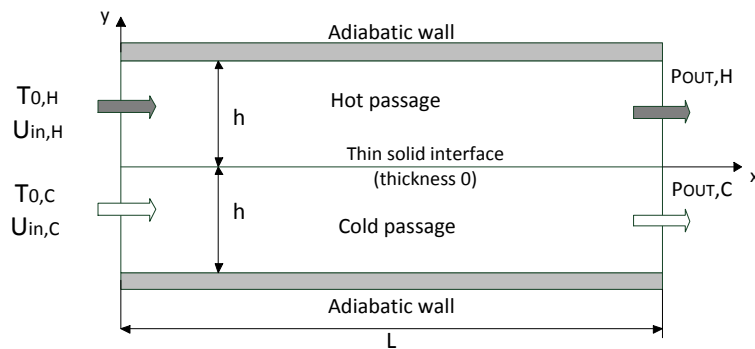 y
Adiabatic wall
T0,H
Uin,H
Hot passage
POUT,H
h
Thin solid interface
(thickness 0)
x
T0,C
Uin,C
h
Cold passage
POUT,C
Adiabatic wall
L